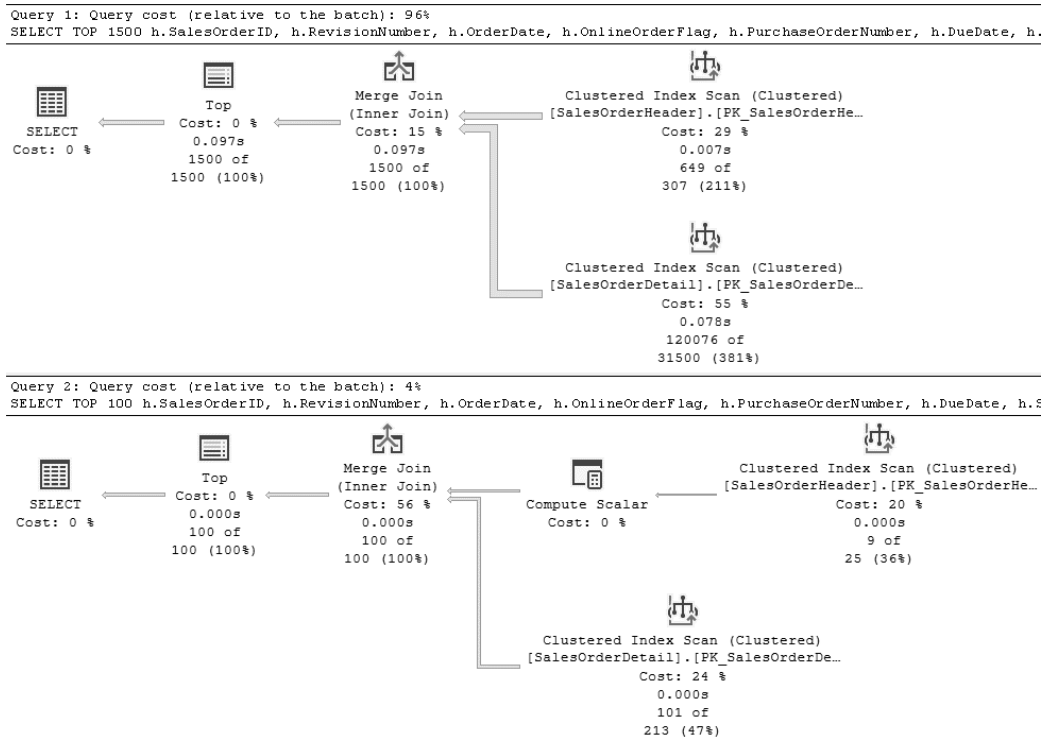 Query 1: Query cost (relative to the batch): 96%
SELECT TOP 1500 h.SalesOrderID, h.RevisionNumber, h.OrderDate, h.OnlineOrderFlag, h.PurchaseOrderNumber, h.DueDate, h.
SELECT
Cost: 0 %
Top
Cost: 0 %
0.097s
1500 of
1500 (100%)
Merge Join
(Inner Join)
Cost: 15 %
0.097s
1500 of
1500 (100%)
Clustered Index Scan (Clustered)
[SalesOrderHeader].[PK_SalesOrderHe…
Cost: 29 %
0.007s
649 of
307 (211%)
Clustered Index Scan (Clustered)
[SalesOrderDetail].[PK_SalesOrderDe…
Cost: 55 %
0.078s
120076 of
31500 (381%)
Query 2: Query cost (relative to the batch): 4%
SELECT TOP 100 h.SalesOrderID, h.RevisionNumber, h.OrderDate, h.OnlineOrderFlag, h.PurchaseOrderNumber, h.DueDate, h.S
SELECT
Cost: 0 %
Top
Cost: 0 %
0.000s
100 of
100 (100%)
Merge Join
(Inner Join)
Cost: 56 %
0.000s
100 of
100 (100%)
Compute Scalar
Cost: 0 %
Clustered Index Scan (Clustered)
[SalesOrderHeader].[PK_SalesOrderHe…
Cost: 20 %
0.000s
9 of
25 (36%)
Clustered Index Scan (Clustered)
[SalesOrderDetail].[PK_SalesOrderDe…
Cost: 24 %
0.000s
101 of
213 (47%)